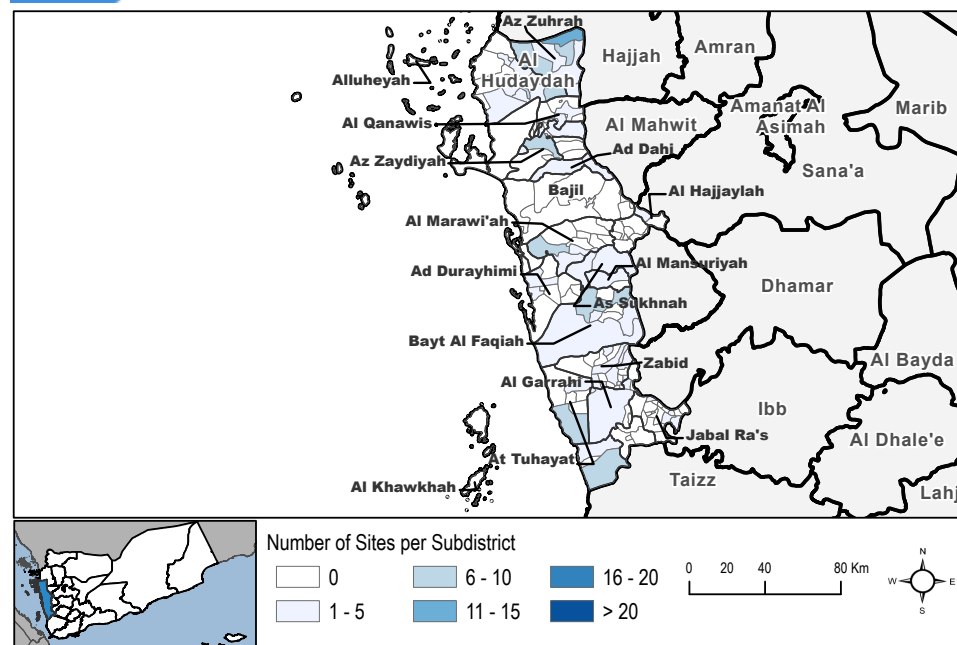 Az Zuhrah
Al
Hudaydah
Hajjah
Amran
Alluheyah
Marib
Amanat Al
Asimah
Al Qanawis
Al Mahwit
Ad Dahi
Az Zaydiyah
Sana'a
Bajil
Al Hajjaylah
Al Marawi'ah
Ad Durayhimi
Al Mansuriyah
Dhamar
As Sukhnah
Bayt Al Faqiah
Zabid
Al Bayda
Al Garrahi
Ibb
Jabal Ra's
Al Dhale'e
At Tuhayat
Taizz
Al Khawkhah
Lahj
Number of Sites per Subdistrict
0
6 - 10
16 - 20
1 - 5
11 - 15
> 20
0 20 40 80 Km
N
W E
S